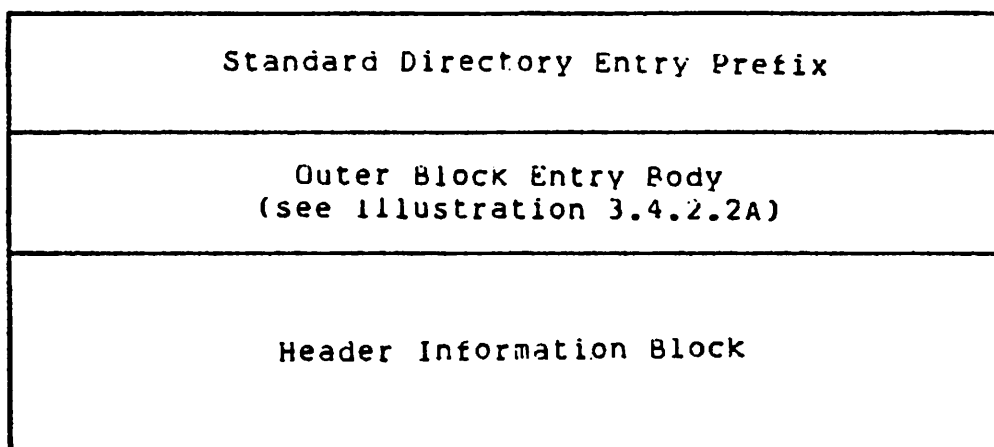 Standard Directory Entry Prefix
Outer Block Entry Body
(see Illustration 3.4.2.2A)
Header Information Block